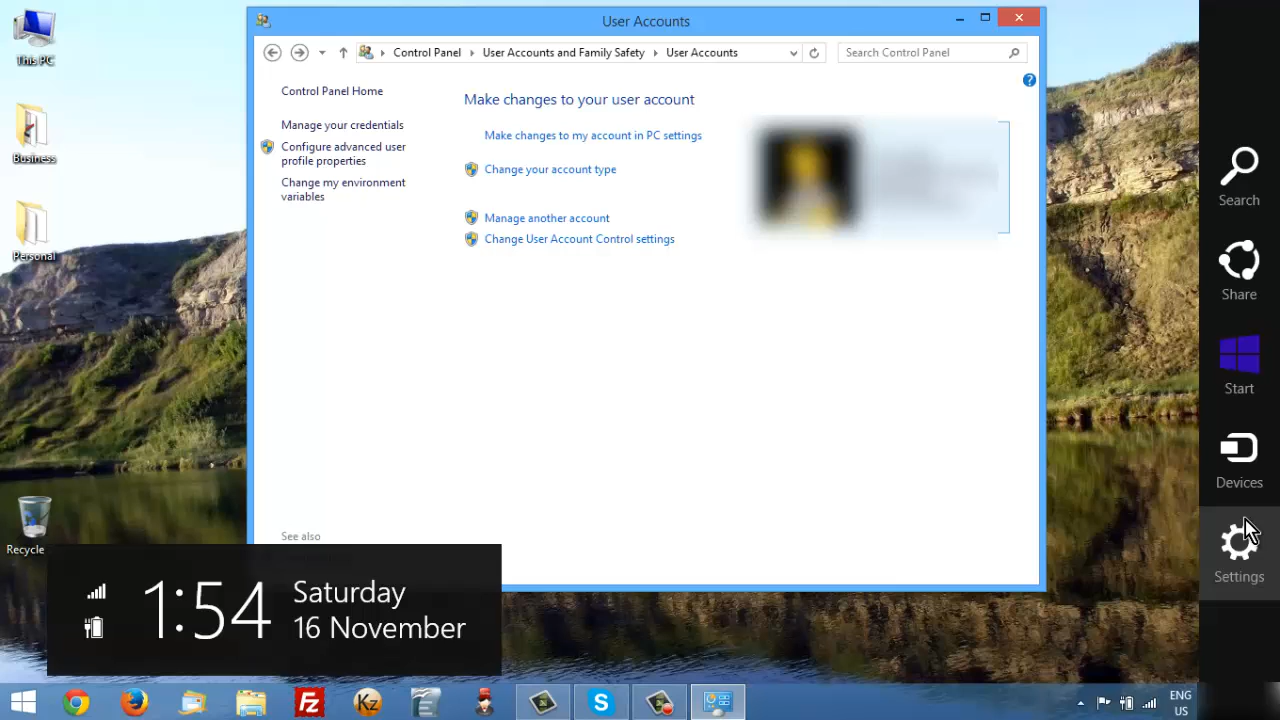 This PC
Business
Personal
Recycle
User Accounts
Control Panel
User Accounts and Family Safety
User Accounts
Search Control Panel
?
Control Panel Home
Manage your credentials
Configure advanced user
profile properties
Change my environment
variables
See also
Make changes to your user account
Make changes to my account in PC settings
Change your account type
Manage another account
Change User Account Control settings
Search
Share
Start
Devices
Settings
1:54
Saturday
16 November
Fz
Kz
S
ENG
US